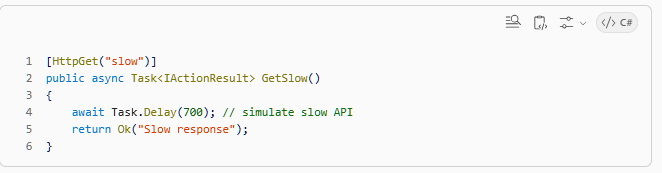 </> C#
1 [HttpGet("slow")]
2 public async Task<IActionResult> GetSlow()
3 {
4     await Task.Delay(700); // simulate slow API
5     return Ok("Slow response");
6 }